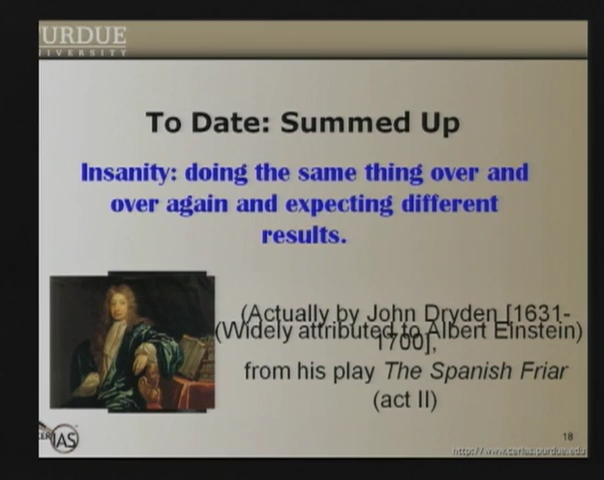 URDUE
IVERSITY
To Date: Summed Up
Insanity: doing the same thing over and
over again and expecting different
results.
(Actually by John Dryden [1631-
(Widely attributed to Albert Einstein)
1700],
from his play The Spanish Friar
(act II)
IAS
18
http://www.cerias.purdue.edu